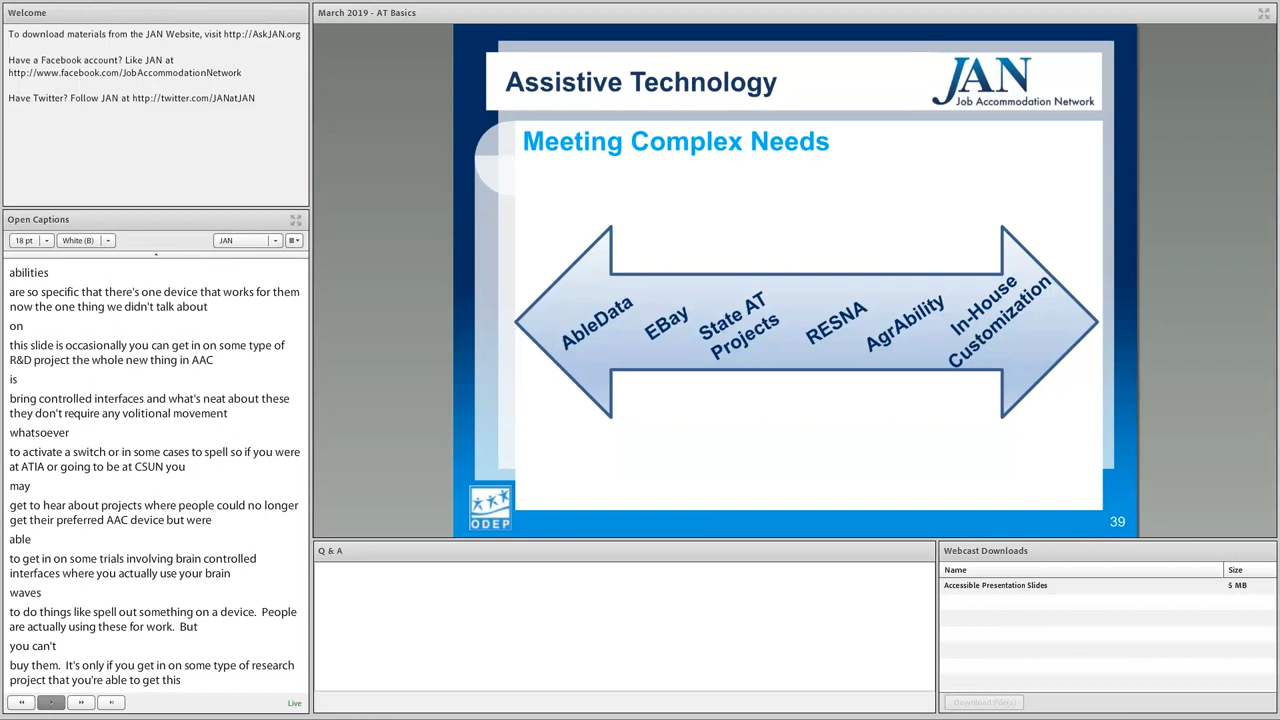 Welcome
To download materials from the JAN Website, visit http://AskJAN.org
Have a Facebook account? Like JAN at
http://www.facebook.com/JobAccommodationNetwork
Have Twitter? Follow JAN at http://twitter.com/JANatJAN
Open Captions
18 pt
White (B)
JAN
abilities
are so specific that there's one device that works for them
now the one thing we didn't talk about
on
this slide is occasionally you can get in on some type of
R&D project the whole new thing in AAC
is
bring controlled interfaces and what's neat about these
they don't require any volitional movement
whatsoever
to activate a switch or in some cases to spell so if you were
at ATIA or going to be at CSUN you
may
get to hear about projects where people could no longer
get their preferred AAC device but were
able
to get in on some trials involving brain controlled
interfaces where you actually use your brain
waves
to do things like spell out something on a device.  People
are actually using these for work.  But
you can't
buy them.  It's only if you get in on some type of research
project that you're able to get this
Live
March 2019 - AT Basics
Assistive Technology
JAN
Job Accommodation Network
Meeting Complex Needs
AbleData
EBay
State AT
Projects
RESNA
AgrAbility
In-House
Customization
ODEP
39
Q & A
Webcast Downloads
Name
Size
Accessible Presentation Slides
5 MB
Download File(s)